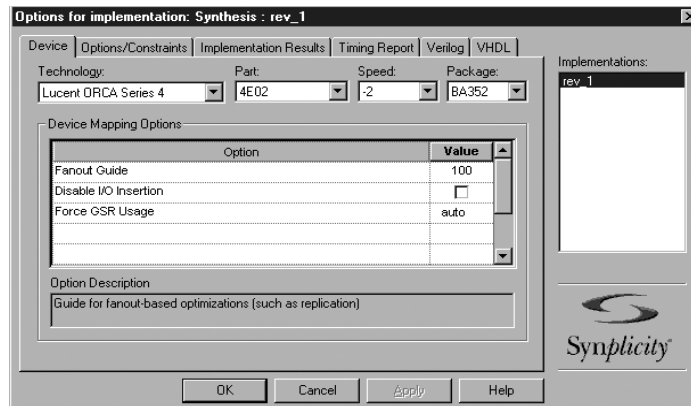 Options for implementation: Synthesis : rev_1
Device Options/Constraints Implementation Results Timing Report Verilog VHDL
Implementations:
Technology: Part: Speed: Package:
rev_1
Lucent ORCA Series 4 4E02 -2 BA352
Device Mapping Options
Option Value
Fanout Guide 100
Disable I/O Insertion
Force GSR Usage auto
Option Description
Guide for fanout-based optimizations (such as replication)
Synplicity
OK Cancel Apply Help